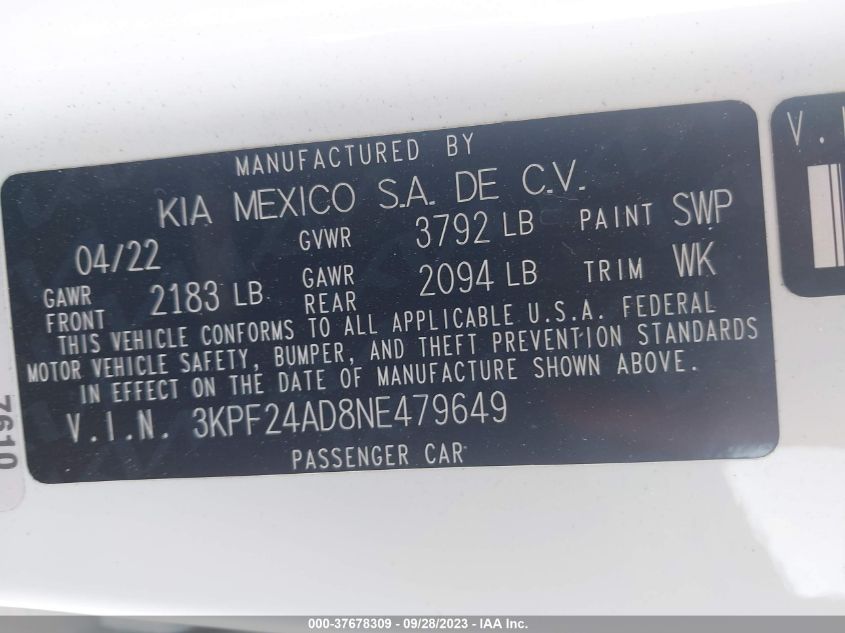 MANUFACTURED BY
KIA MEXICO S.A. DE C.V.
04/22 GVWR 3792 LB PAINT SWP
GAWR FRONT 2183 LB GAWR REAR 2094 LB TRIM WK
THIS VEHICLE CONFORMS TO ALL APPLICABLE U.S.A. FEDERAL
MOTOR VEHICLE SAFETY, BUMPER, AND THEFT PREVENTION STANDARDS
IN EFFECT ON THE DATE OF MANUFACTURE SHOWN ABOVE.
V.I.N. 3KPF24AD8NE479649
PASSENGER CAR
V.
7610
000-37678309 - 09/28/2023 - IAA Inc.